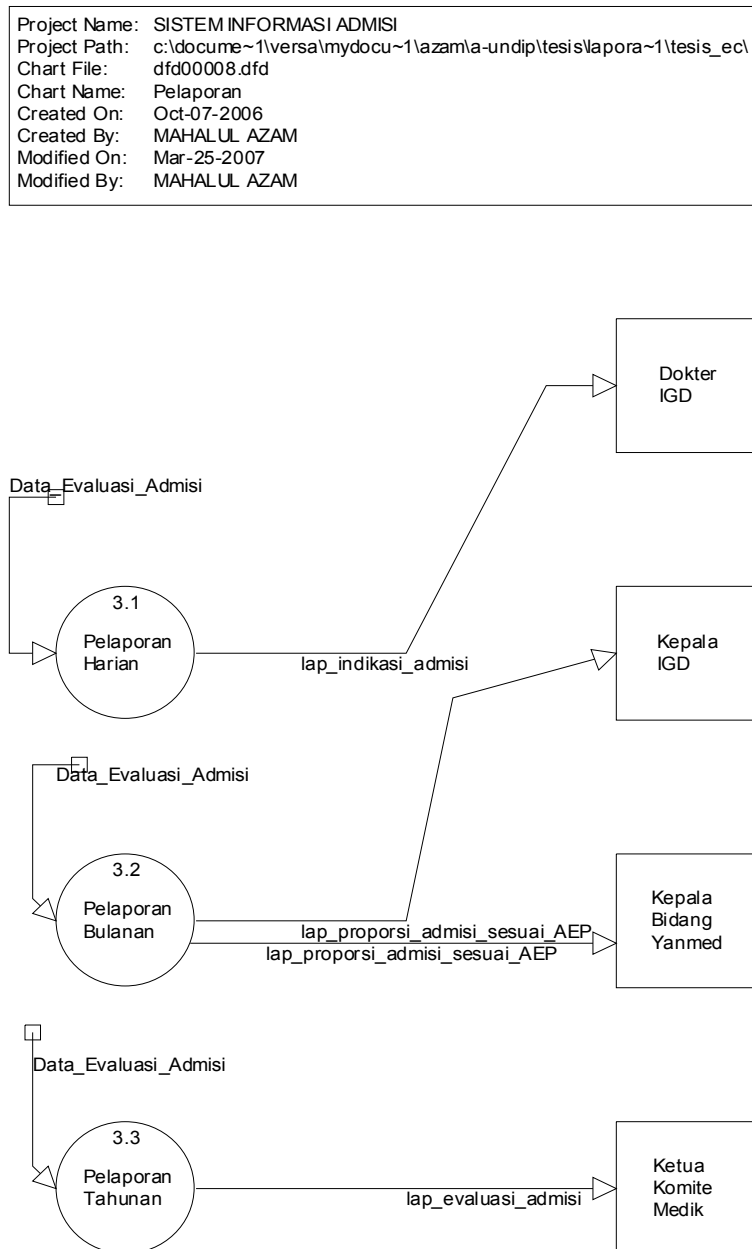 Project Name: SISTEM INFORMASI ADMISI
Project Path: c:\docume~1\versa\mydocu~1\azam\a-undip\tesis\lapora~1\tesis_ec\
Chart File: dfd00008.dfd
Chart Name: Pelaporan
Created On: Oct-07-2006
Created By: MAHALUL AZAM
Modified On: Mar-25-2007
Modified By: MAHALUL AZAM
Dokter
IGD
Data_Evaluasi_Admisi
3.1
Pelaporan
Harian
lap_indikasi_admisi
Kepala
IGD
Data_Evaluasi_Admisi
3.2
Pelaporan
Bulanan
lap_proporsi_admisi_sesuai_AEP
lap_proporsi_admisi_sesuai_AEP
Kepala
Bidang
Yanmed
Data_Evaluasi_Admisi
3.3
Pelaporan
Tahunan
lap_evaluasi_admisi
Ketua
Komite
Medik